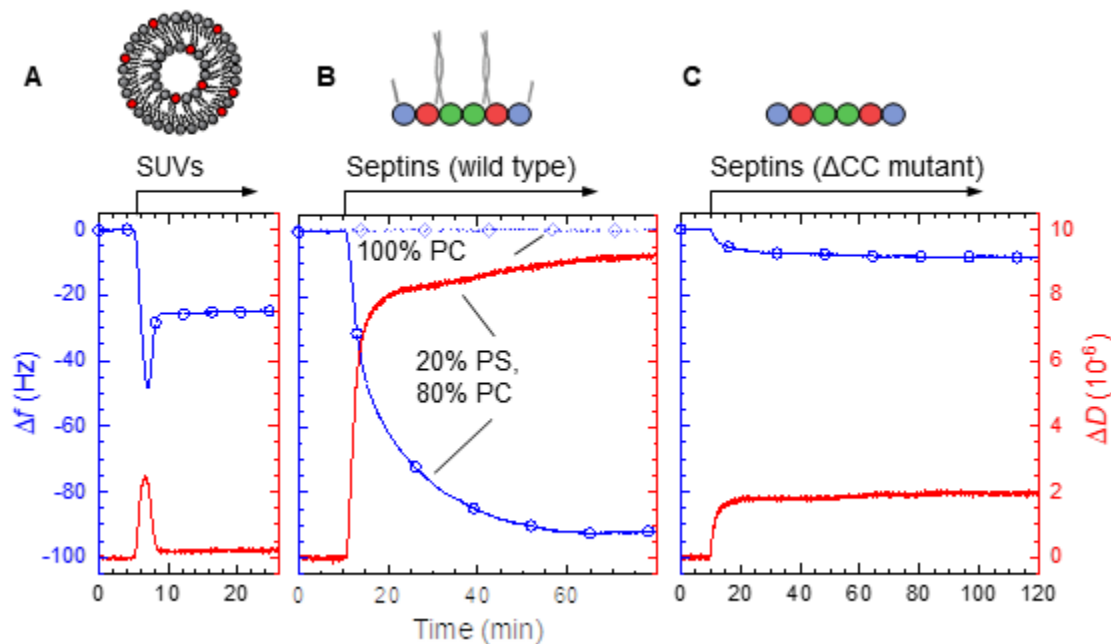 A
B
C
SUVs
Septins (wild type)
Septins (ΔCC mutant)
0
-20
-40
-60
-80
-100
Δf (Hz)
100% PC
20% PS,
80% PC
10
8
6
4
2
0
ΔD (10⁻⁶)
0 10 20
0 20 40 60
0 20 40 60 80 100 120
Time (min)